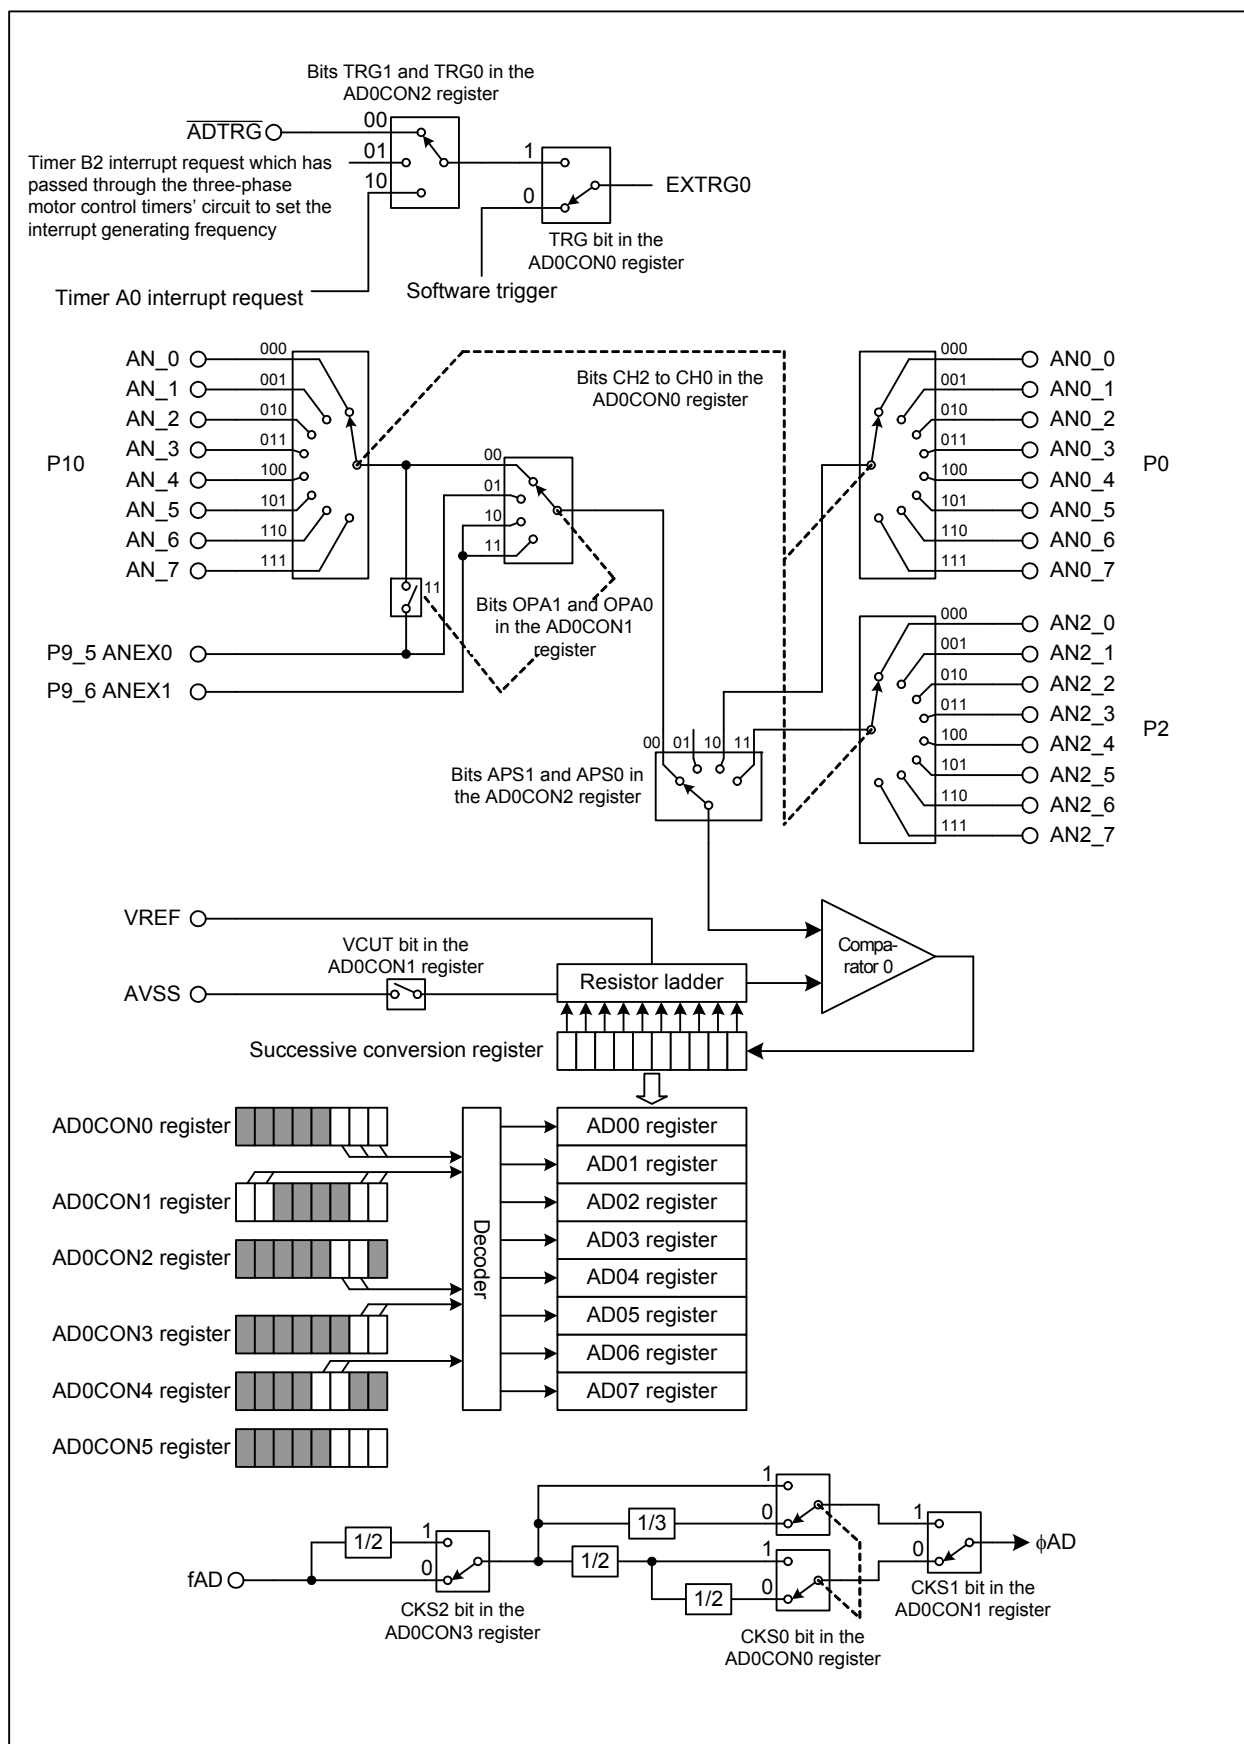 Bits TRG1 and TRG0 in the
AD0CON2 register
ADTRG
00
01
10
Timer B2 interrupt request which has
passed through the three-phase
motor control timers' circuit to set the
interrupt generating frequency
1
0
EXTRG0
TRG bit in the
AD0CON0 register
Timer A0 interrupt request
Software trigger
P10
AN_0
000
AN_1
001
AN_2
010
AN_3
011
AN_4
100
AN_5
101
AN_6
110
AN_7
111
Bits CH2 to CH0 in the
AD0CON0 register
00
01
10
11
11
Bits OPA1 and OPA0
in the AD0CON1
register
P9_5 ANEX0
P9_6 ANEX1
000
AN0_0
001
AN0_1
010
AN0_2
011
AN0_3
100
AN0_4
101
AN0_5
110
AN0_6
111
AN0_7
P0
000
AN2_0
001
AN2_1
010
AN2_2
011
AN2_3
100
AN2_4
101
AN2_5
110
AN2_6
111
AN2_7
P2
00
01
10
11
Bits APS1 and APS0 in
the AD0CON2 register
VREF
VCUT bit in the
AD0CON1 register
AVSS
Resistor ladder
Compa-
rator 0
Successive conversion register
AD0CON0 register
AD0CON1 register
AD0CON2 register
AD0CON3 register
AD0CON4 register
AD0CON5 register
Decoder
AD00 register
AD01 register
AD02 register
AD03 register
AD04 register
AD05 register
AD06 register
AD07 register
fAD
1/2
1
0
CKS2 bit in the
AD0CON3 register
1/3
1/2
1/2
1
0
1
0
CKS0 bit in the
AD0CON0 register
1
0
CKS1 bit in the
AD0CON1 register
ϕAD